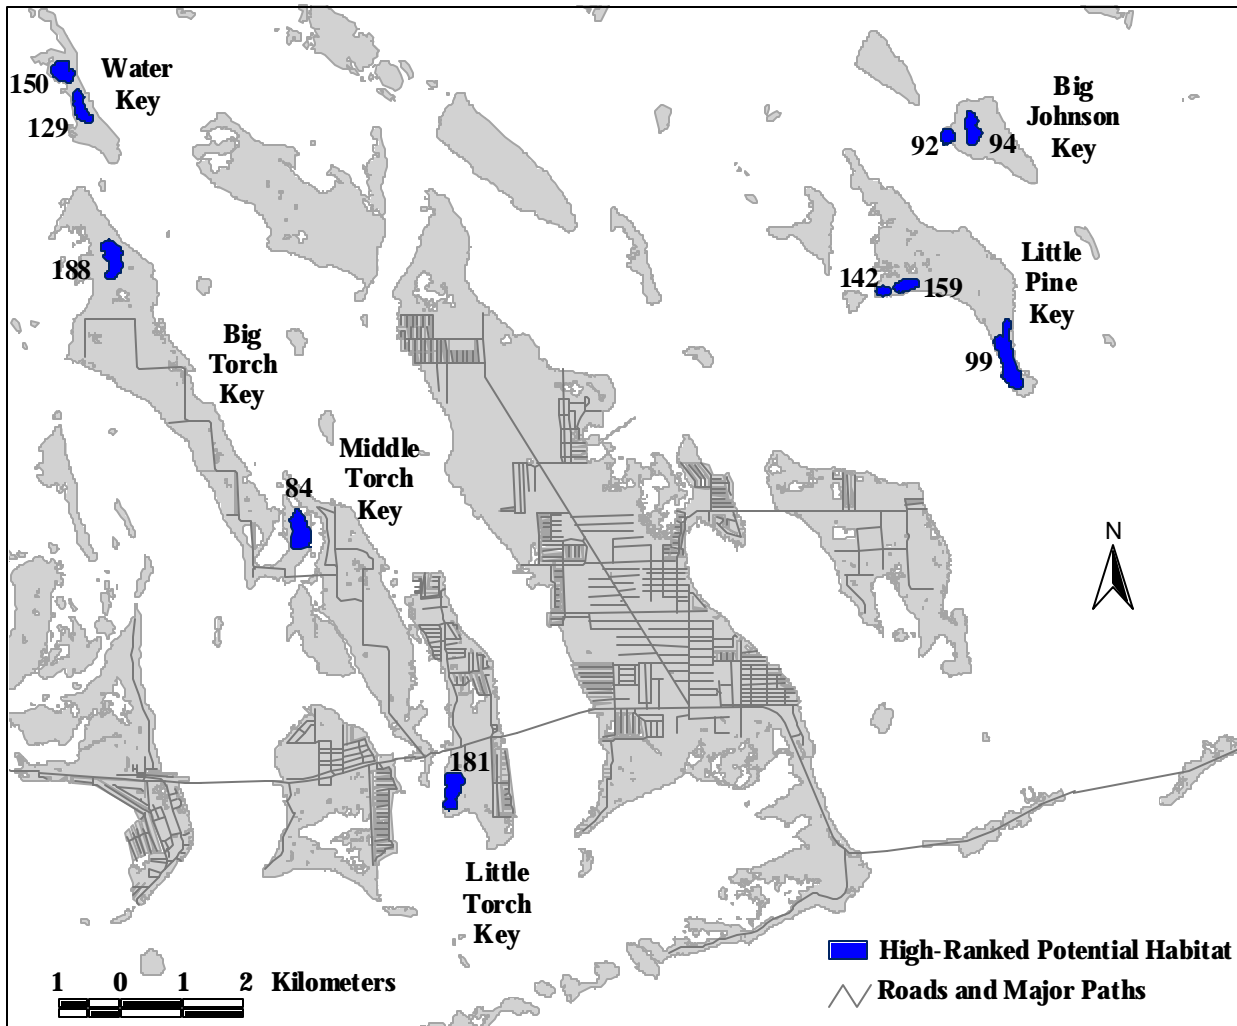 Water
Key
150
129
Big
Johnson
Key
92
94
188
Little
Pine
Key
142
159
99
Big
Torch
Key
Middle
Torch
Key
84
N
181
Little
Torch
Key
High-Ranked Potential Habitat
Roads and Major Paths
1 0 1 2 Kilometers